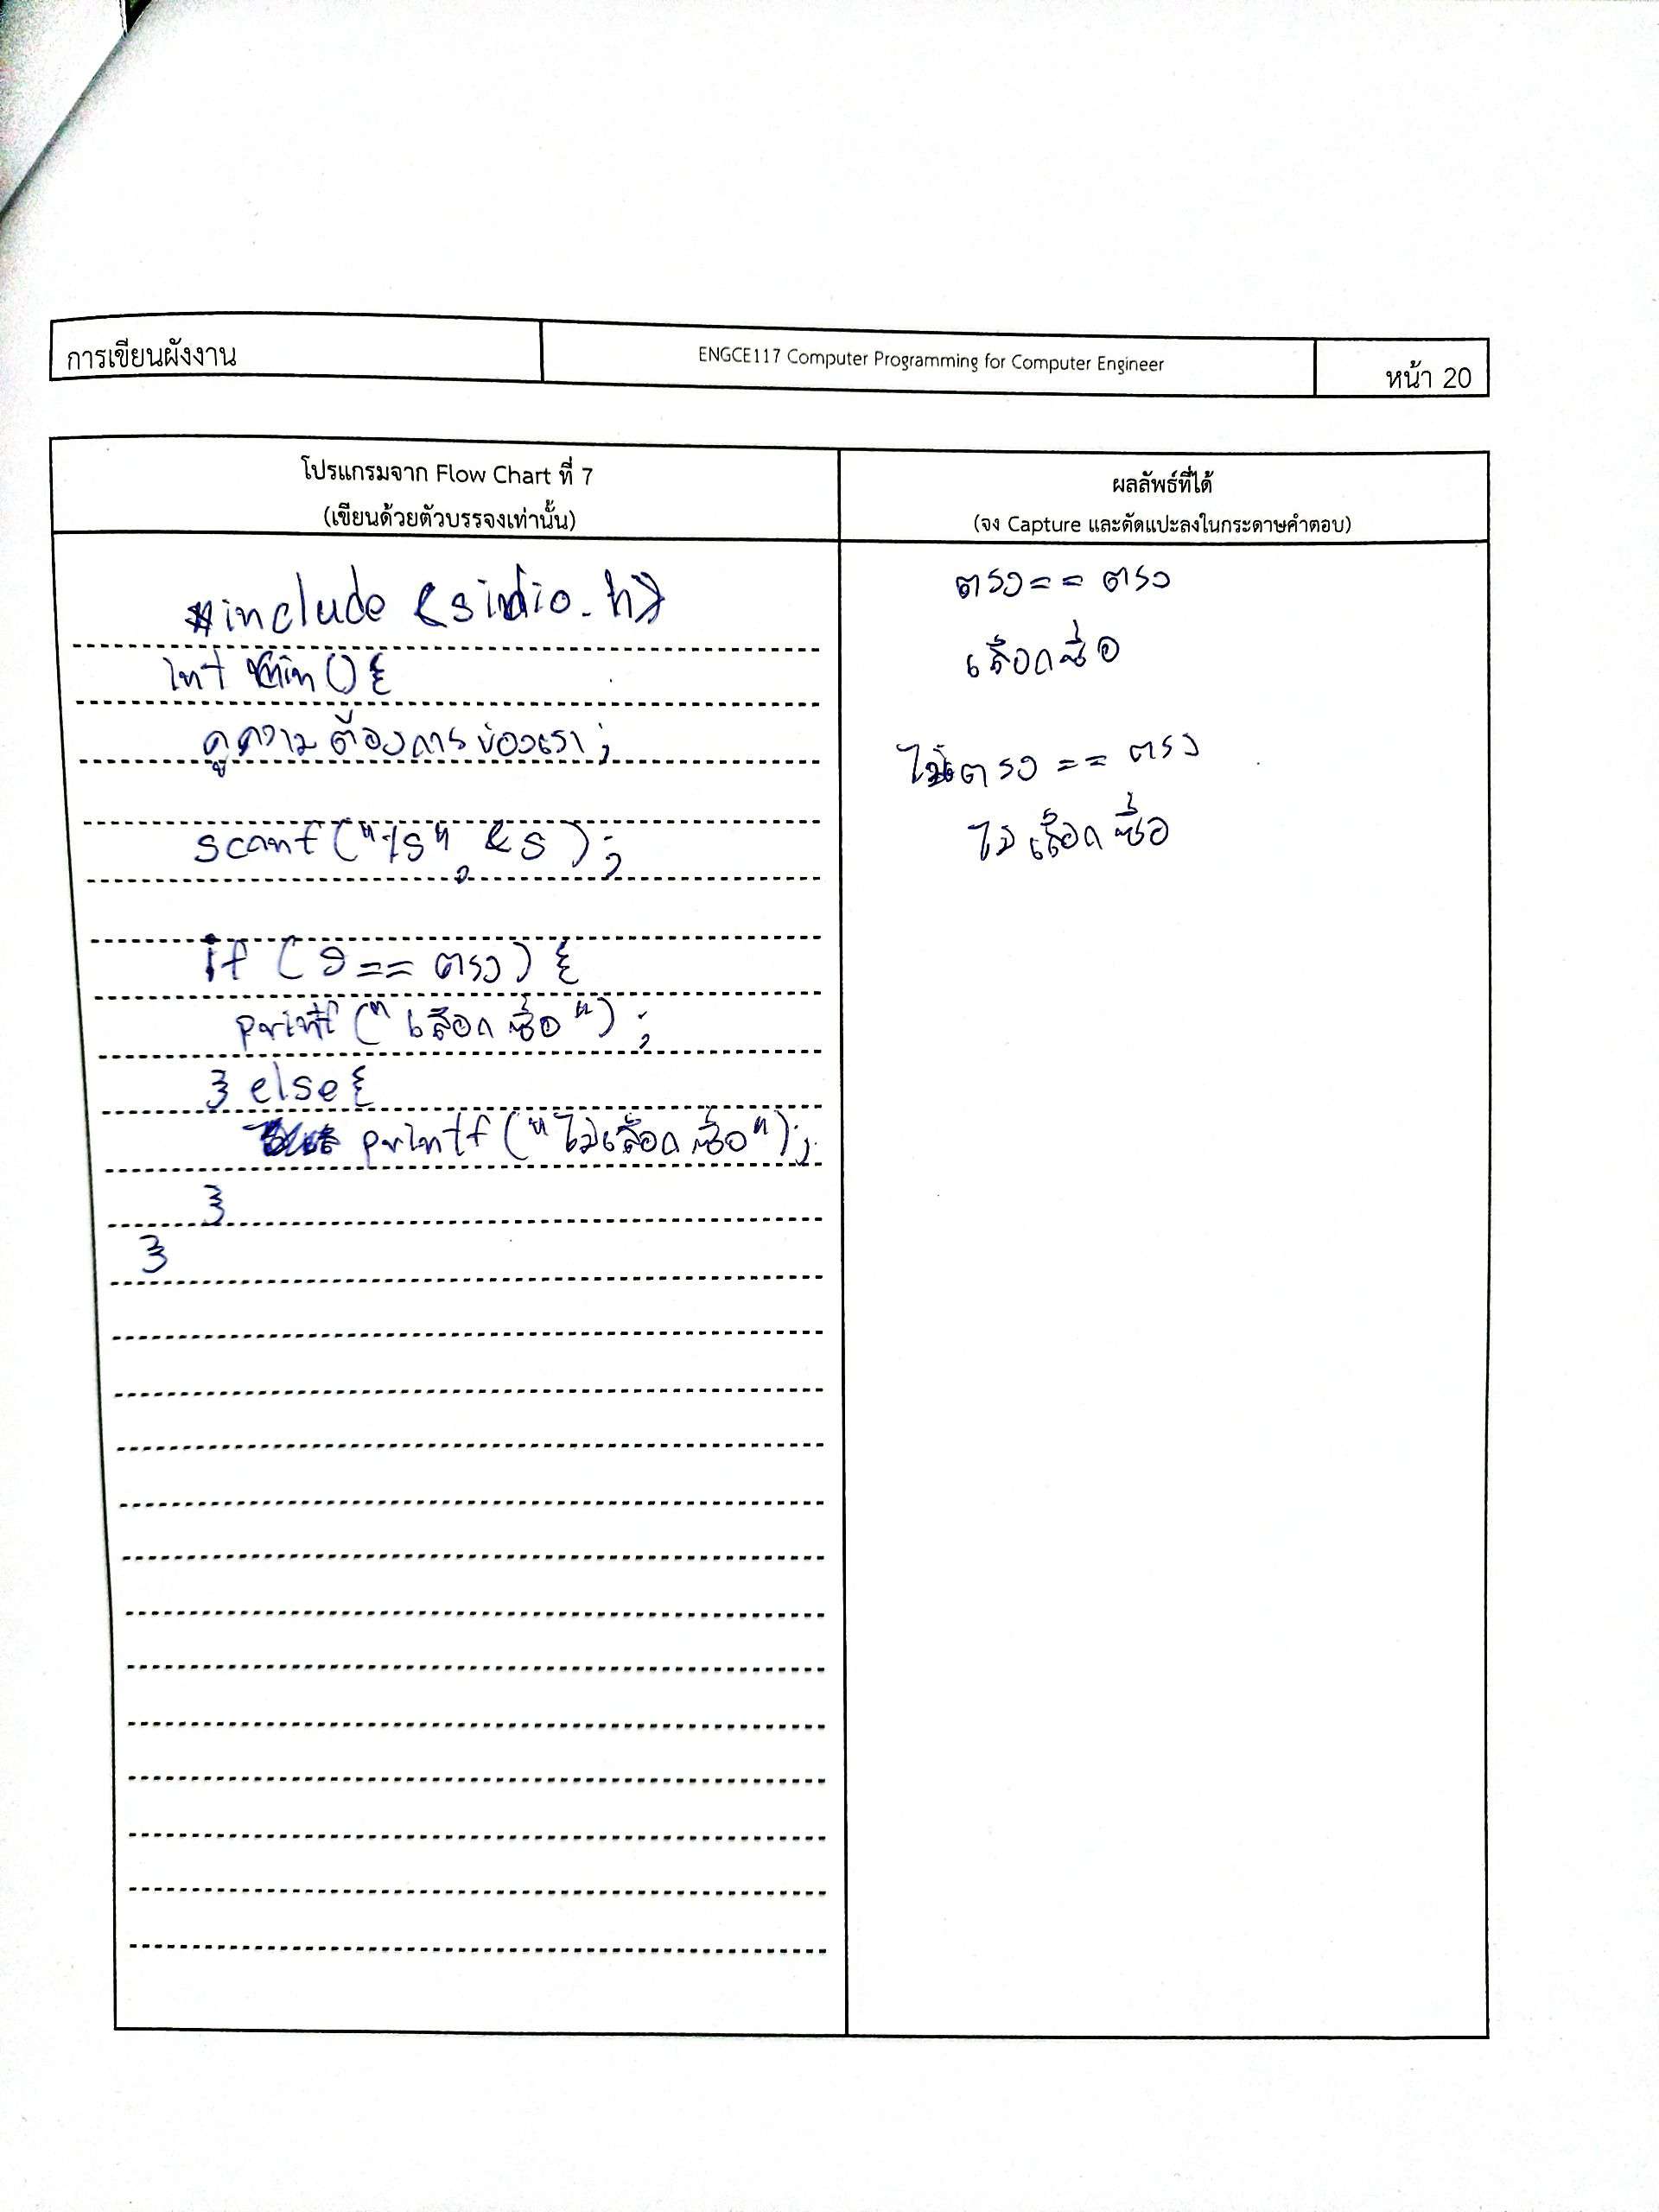 การเขียนผังงาน
ENGCE117 Computer Programming for Computer Engineer
หน้า 20
โปรแกรมจาก Flow Chart ที่ 7
(เขียนด้วยตัวบรรจงเท่านั้น)
#include <stdio.h>
int main(){
ดูความต้องการของเรา;
scanf("%s", &s);
if (s == ตรง) {
printf("เลือกซื้อ");
} else {
printf("ไม่เลือกซื้อ");
}
}
ผลลัพธ์ที่ได้
(จง Capture และตัดแปะลงในกระดาษคำตอบ)
ตรง == ตรง
เลือกซื้อ
ไม่ตรง == ตรง
ไม่เลือกซื้อ